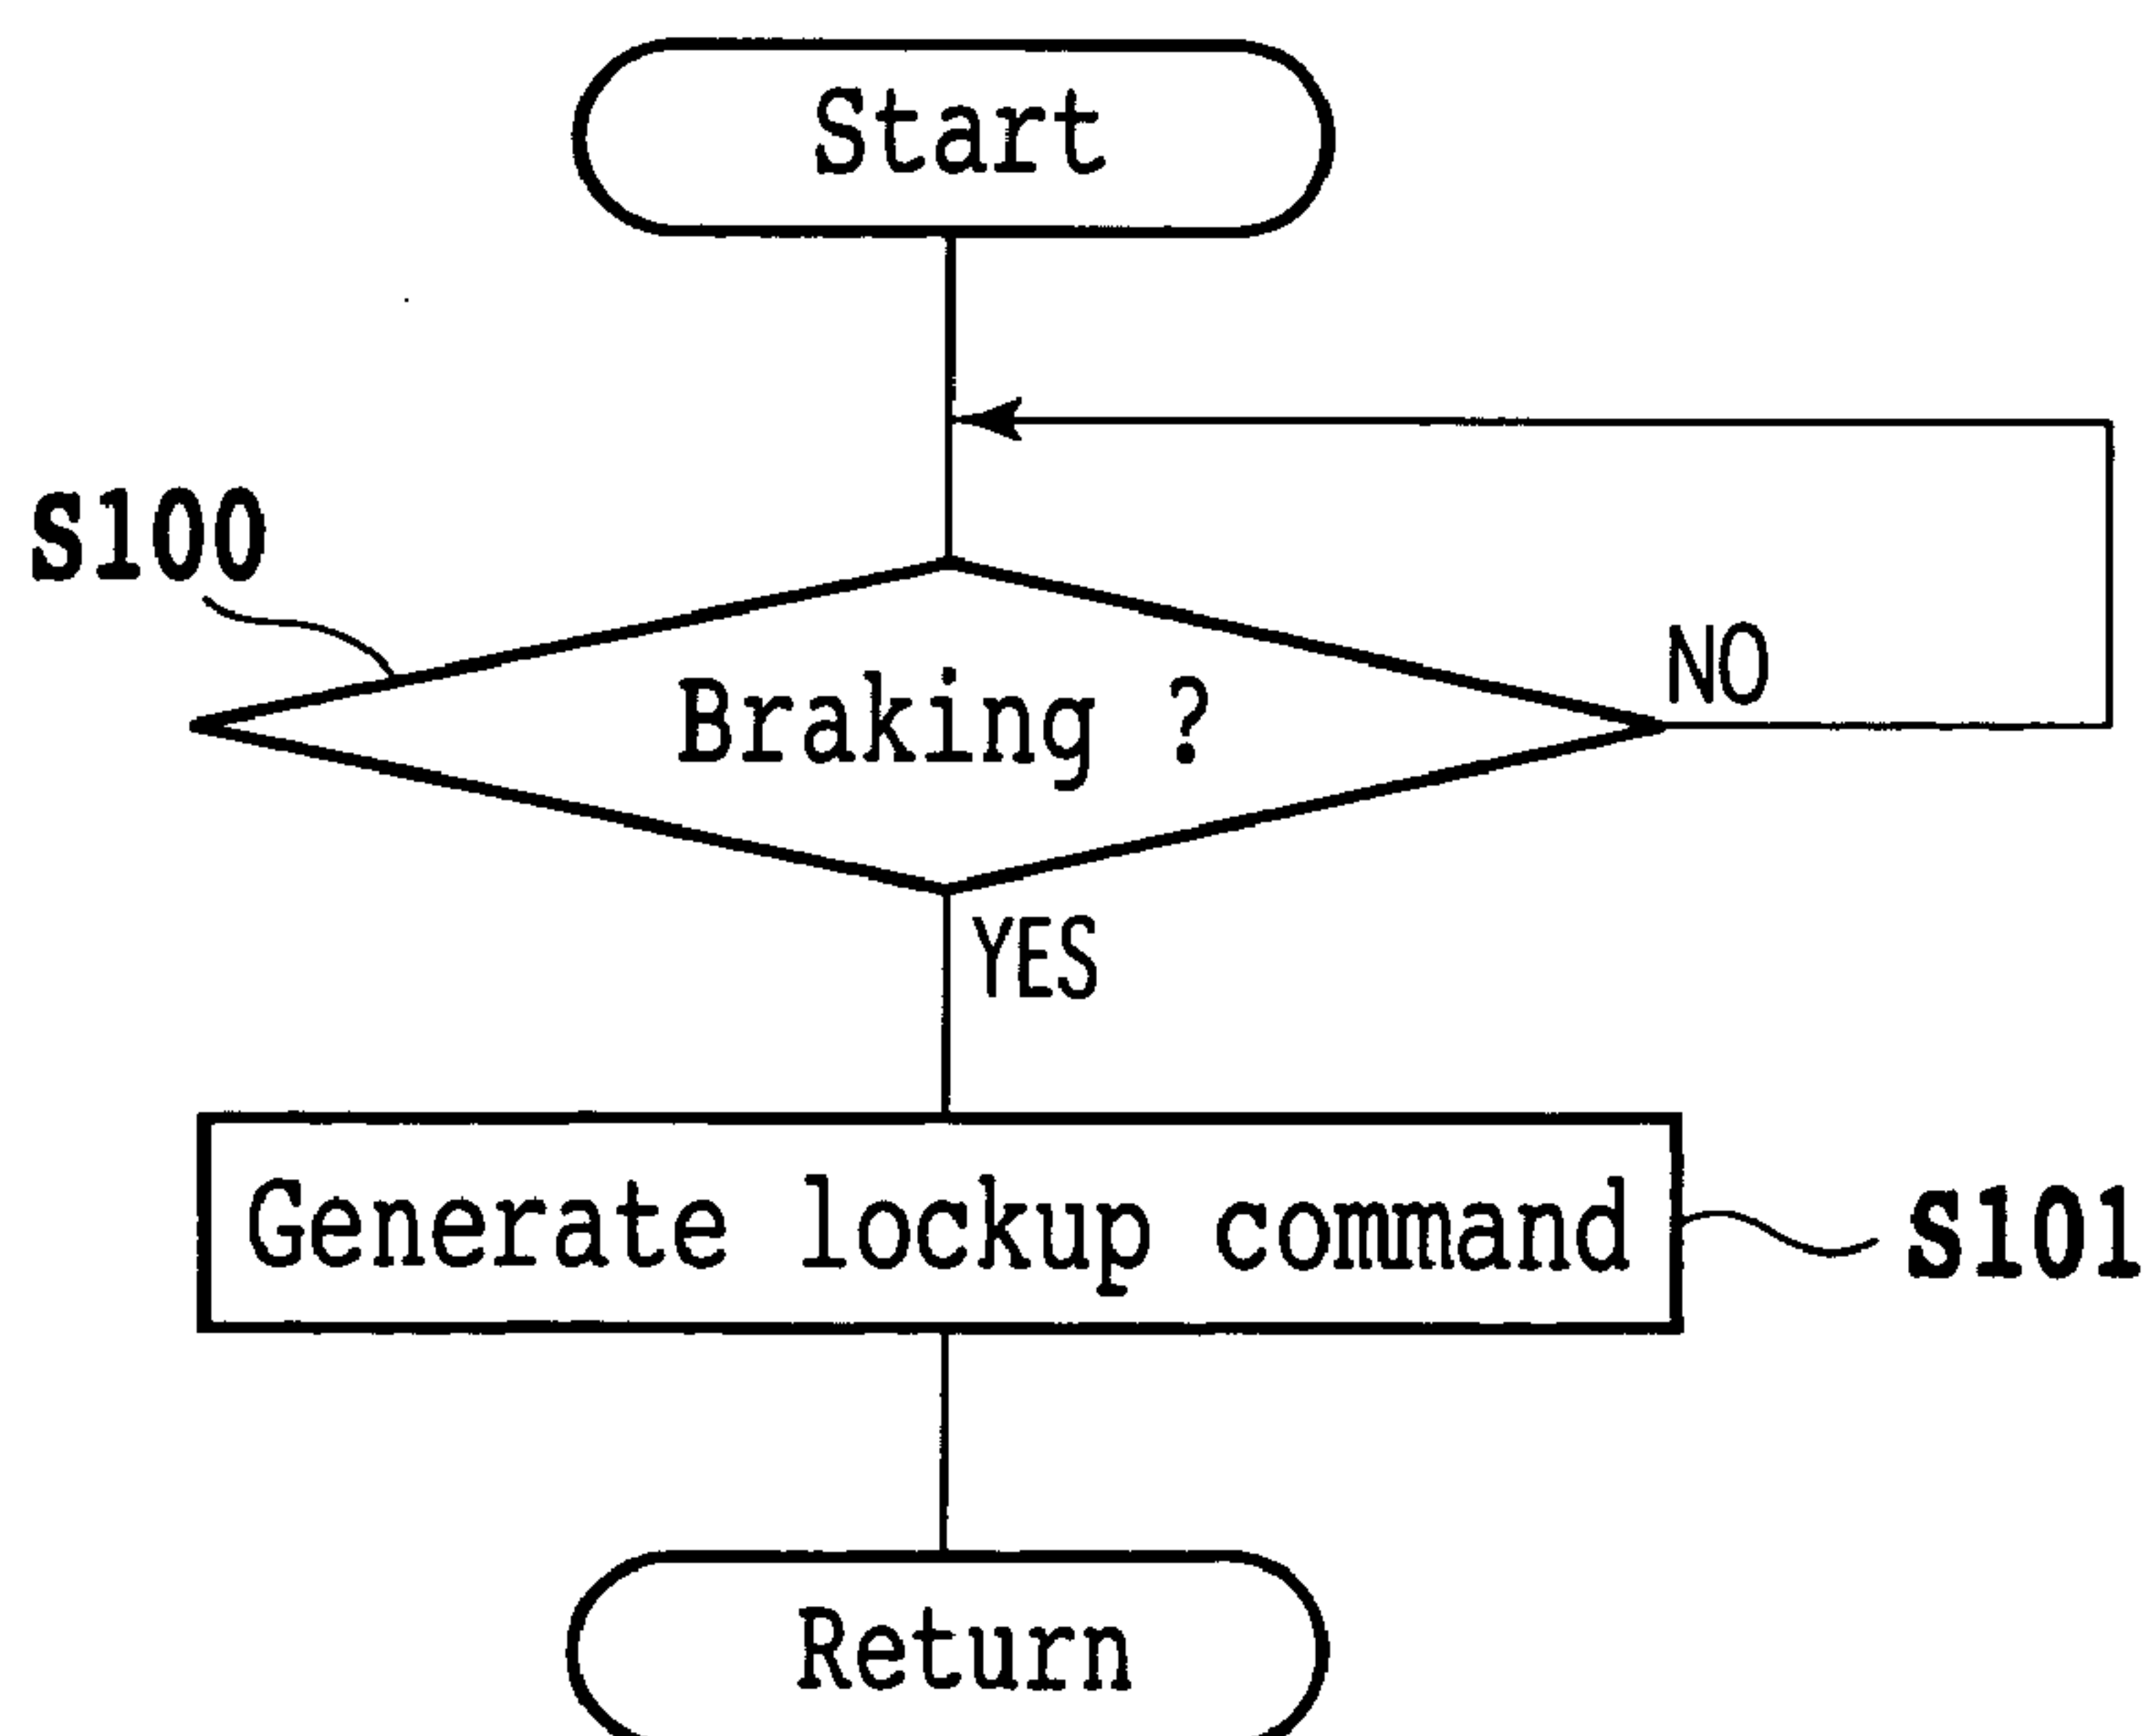 Start
S100
Braking ?
NO
YES
Generate lockup command
S101
Return